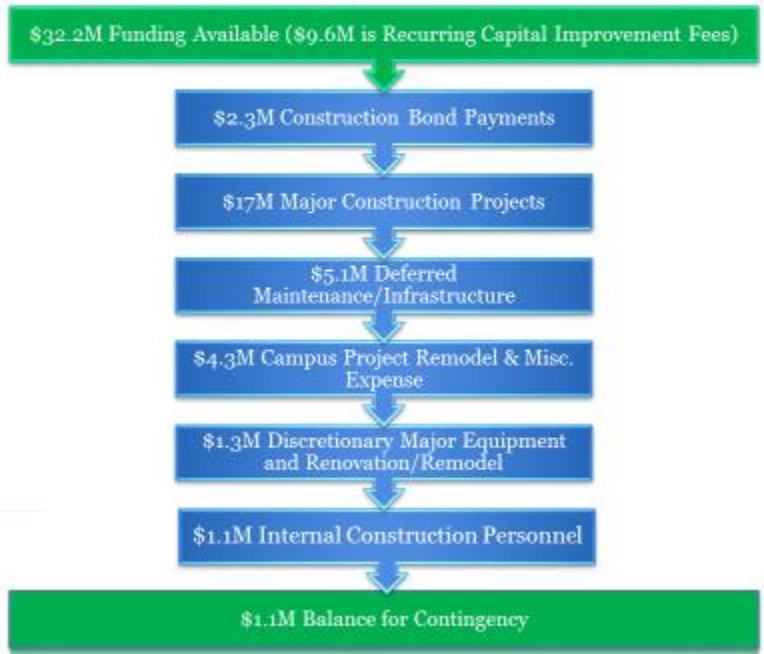 $32.2M Funding Available ($9.6M is Recurring Capital Improvement Fees)
$2.3M Construction Bond Payments
$17M Major Construction Projects
$5.1M Deferred
Maintenance/Infrastructure
$4.3M Campus Project Remodel & Misc.
Expense
$1.3M Discretionary Major Equipment
and Renovation/Remodel
$1.1M Internal Construction Personnel
$1.1M Balance for Contingency